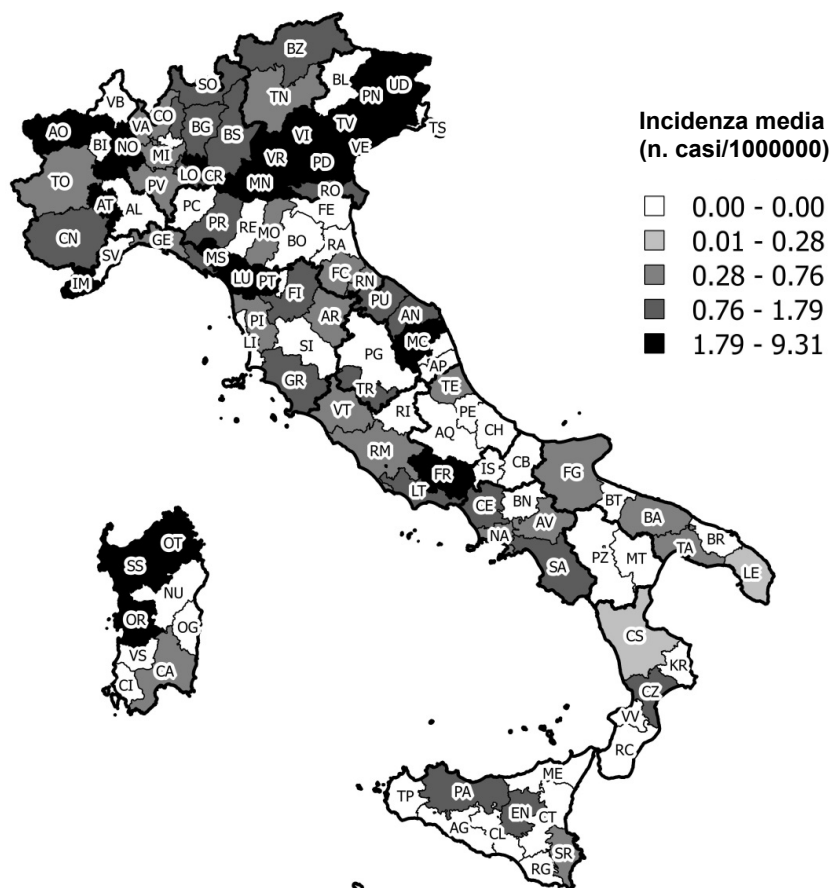 BZ
SO
BL
UD
VB
TN
PN
CO
AO
VA
BG
BS
TV
TS
BI
NO
MI
VI
VE
VR
PD
TO
PV
LO
CR
MN
RO
AT
AL
PC
FE
CN
PR
RE
MO
BO
GE
RA
SV
MS
FC
IM
LU
PT
FI
RN
PU
AN
PI
AR
MC
LI
SI
PG
AP
GR
TR
TE
VT
RI
PE
CH
AQ
RM
CB
FR
IS
FG
LT
BN
BT
CE
BA
AV
NA
BR
PZ
MT
TA
SA
LE
OT
SS
NU
OR
OG
CS
VS
CA
KR
CI
CZ
VV
RC
ME
PA
TP
EN
CT
AG
CL
SR
RG
Incidenza media
(n. casi/1000000)
0.00 - 0.00
0.01 - 0.28
0.28 - 0.76
0.76 - 1.79
1.79 - 9.31